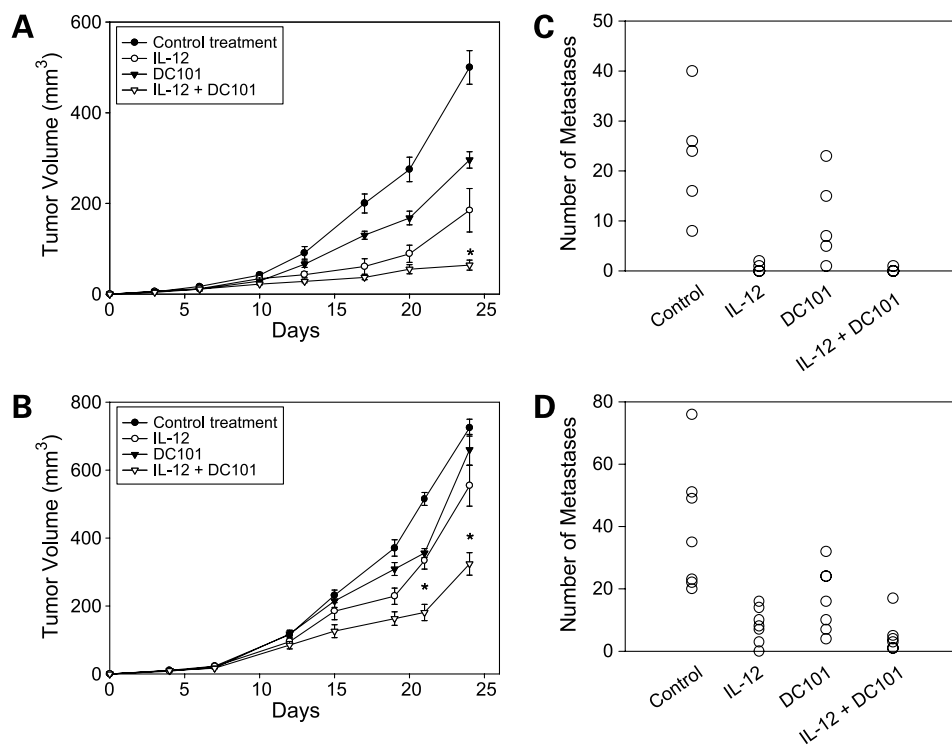 A
Tumor Volume (mm³)
600
400
200
0
Control treatment
IL-12
DC101
IL-12 + DC101
*
0 5 10 15 20 25
Days
C
Number of Metastases
50
40
30
20
10
0
Control
IL-12
DC101
IL-12 + DC101
B
Tumor Volume (mm³)
800
600
400
200
0
Control treatment
IL-12
DC101
IL-12 + DC101
*
*
0 5 10 15 20 25
Days
D
Number of Metastases
80
60
40
20
0
Control
IL-12
DC101
IL-12 + DC101